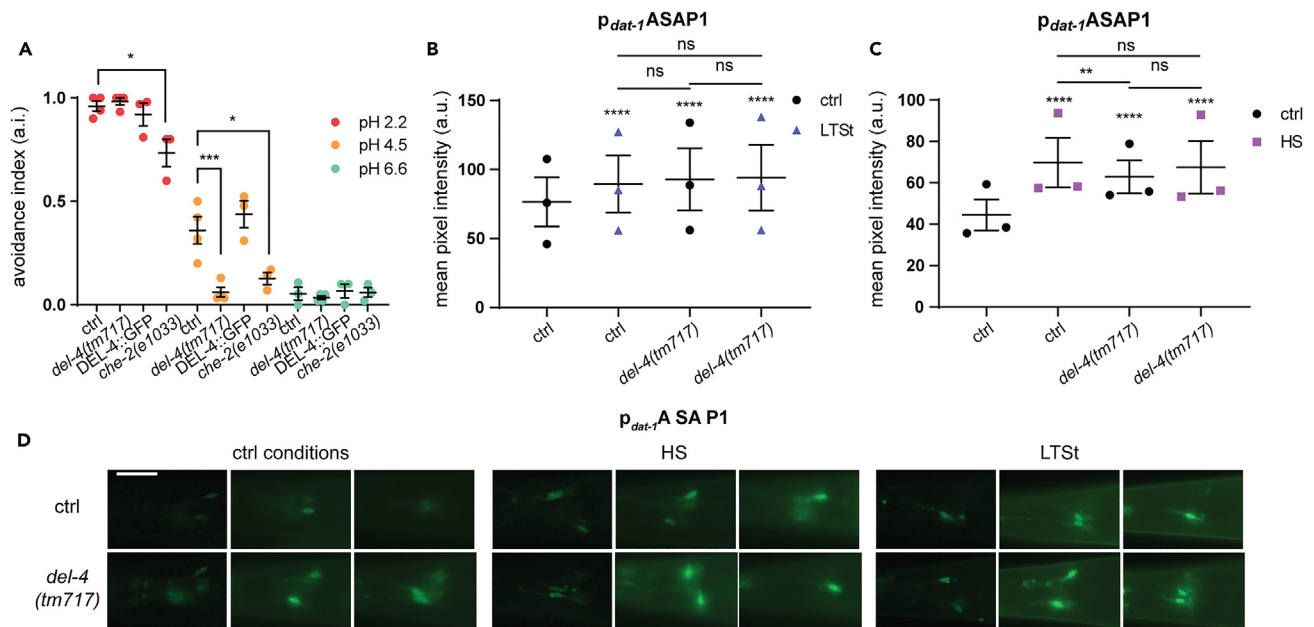 A
avoidance index (a.i.)
1.0
0.5
0.0
*
*
***
pH 2.2
pH 4.5
pH 6.6
ctrl
del-4(tm717)
DEL-4::GFP
che-2(e1033)
ctrl
del-4(tm717)
DEL-4::GFP
che-2(e1033)
ctrl
del-4(tm717)
DEL-4::GFP
che-2(e1033)
B
pdat-1ASAP1
mean pixel intensity (a.u.)
150
100
50
0
ns
ns
ns
****
****
****
ctrl
LTSt
ctrl
ctrl
del-4(tm717)
del-4(tm717)
C
pdat-1ASAP1
mean pixel intensity (a.u.)
100
80
60
40
20
0
ns
**
ns
****
****
****
ctrl
HS
ctrl
ctrl
del-4(tm717)
del-4(tm717)
D
pdat-1A SA P1
ctrl conditions
HS
LTSt
ctrl
del-4
(tm717)